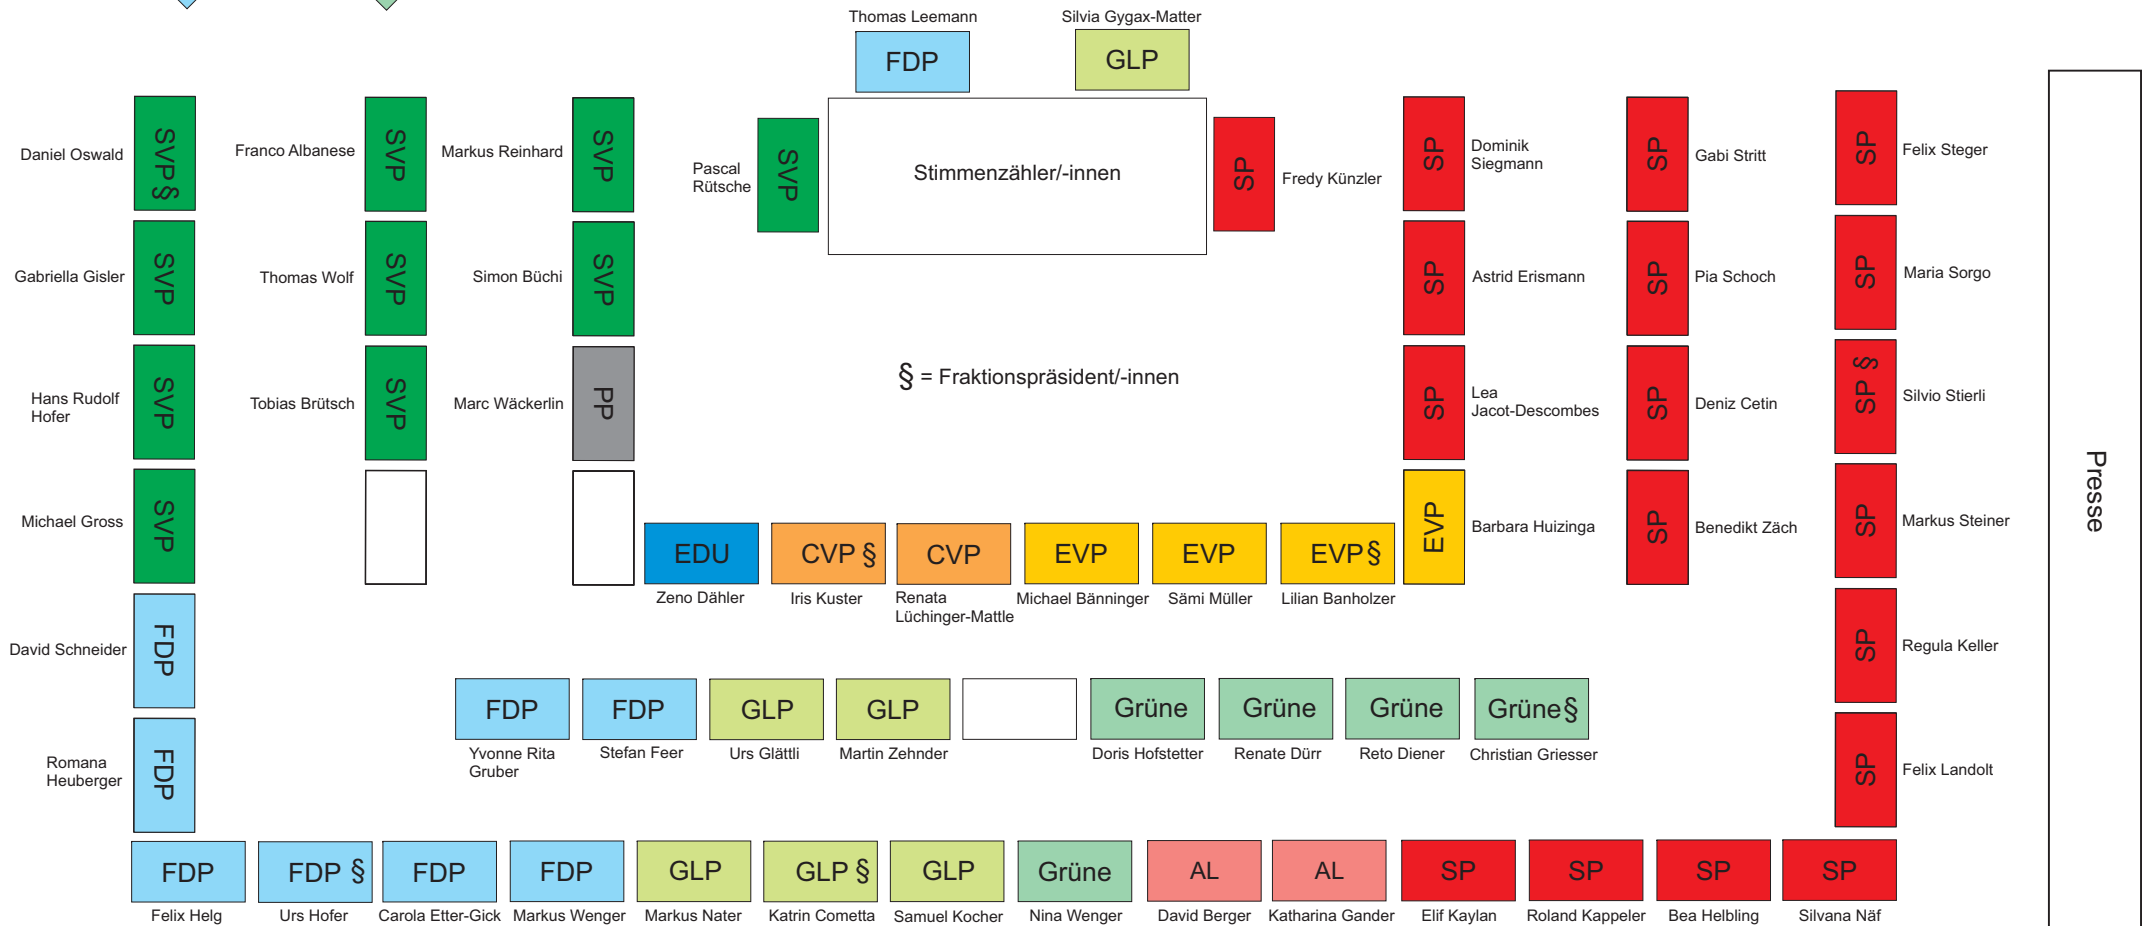 Thomas Leemann
Silvia Gygax-Matter
FDP
GLP
Daniel Oswald
SVP §
Franco Albanese
SVP
Markus Reinhard
SVP
Pascal
Rütsche
SVP
Stimmenzähler/-innen
SP
Fredy Künzler
SP
Dominik
Siegmann
SP
Gabi Stritt
SP
Felix Steger
Gabriella Gisler
SVP
Thomas Wolf
SVP
Simon Büchi
SVP
SP
Astrid Erismann
SP
Pia Schoch
SP
Maria Sorgo
§ = Fraktionspräsident/-innen
Hans Rudolf
Hofer
SVP
Tobias Brütsch
SVP
Marc Wäckerlin
PP
SP
Lea
Jacot-Descombes
SP
Deniz Cetin
SP §
Silvio Stierli
Michael Gross
SVP
EVP
Barbara Huizinga
SP
Benedikt Zäch
SP
Markus Steiner
Presse
EDU
CVP §
CVP
EVP
EVP
EVP §
Zeno Dähler
Iris Kuster
Renata
Lüchinger-Mattle
Michael Bänninger
Sämi Müller
Lilian Banholzer
David Schneider
FDP
SP
Regula Keller
FDP
FDP
GLP
GLP
Grüne
Grüne
Grüne
Grüne §
Yvonne Rita
Gruber
Stefan Feer
Urs Glättli
Martin Zehnder
Doris Hofstetter
Renate Dürr
Reto Diener
Christian Griesser
Romana
Heuberger
FDP
SP
Felix Landolt
FDP
FDP §
FDP
FDP
GLP
GLP §
GLP
Grüne
AL
AL
SP
SP
SP
SP
Felix Helg
Urs Hofer
Carola Etter-Gick
Markus Wenger
Markus Nater
Katrin Cometta
Samuel Kocher
Nina Wenger
David Berger
Katharina Gander
Elif Kaylan
Roland Kappeler
Bea Helbling
Silvana Näf